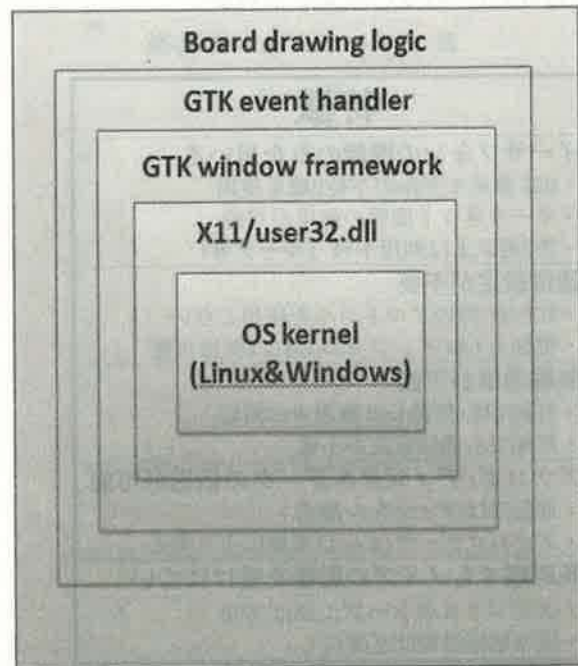 Board drawing logic
GTK event handler
GTK window framework
X11/user32.dll
OS kernel
(Linux&Windows)